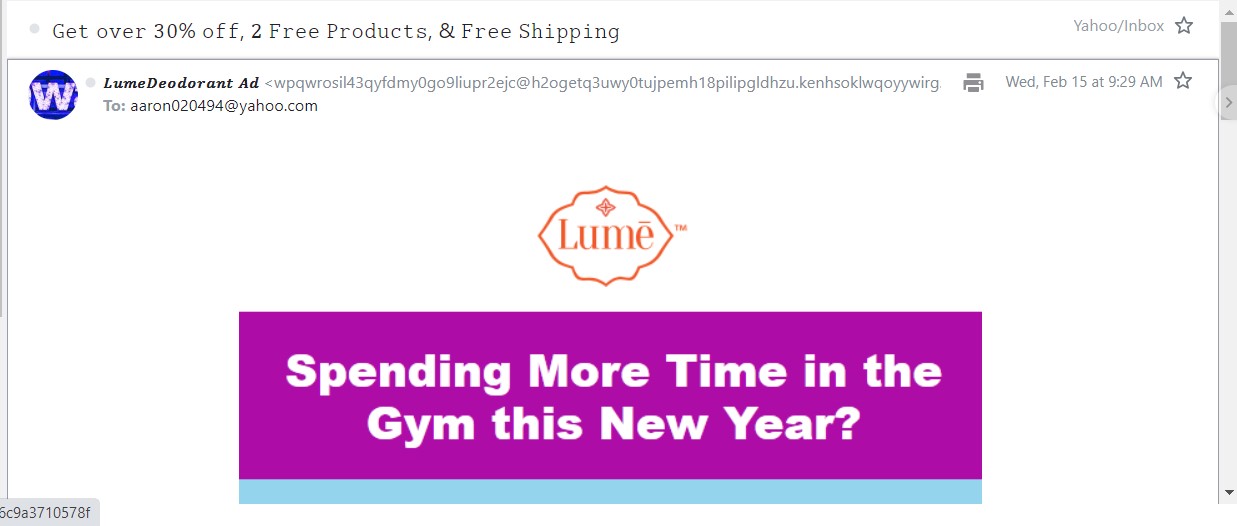 Get over 30% off, 2 Free Products, & Free Shipping
Yahoo/Inbox
W
LumeDeodorant Ad <wpqwrosil43qyfdmy0go9liupr2ejc@h2ogetq3uwy0tujpemh18pilipgldhzu.kenhsoklwqoyywirg.
Wed, Feb 15 at 9:29 AM
To: aaron020494@yahoo.com
Lumē™
Spending More Time in the
Gym this New Year?
6c9a3710578f